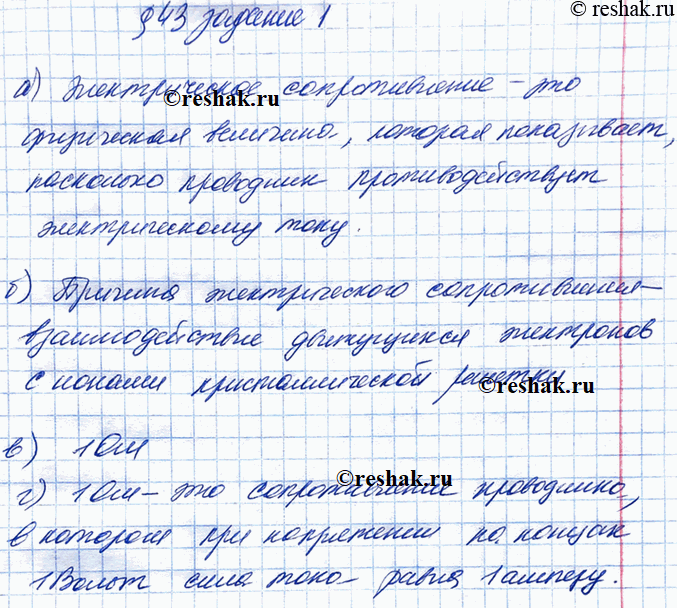 © reshak.ru
§43 задание 1
а) Электрическое сопротивление – это
©reshak.ru
физическая величина, которая показывает,
насколько проводник противодействует
электрическому току.
б) Причина электрического сопротивления –
взаимодействие движущихся электронов
с ионами кристаллической решетки
©reshak.ru
в) 1 Ом
©reshak.ru
г) 1 Ом – это сопротивление проводника,
в котором при напряжении на концах
1 Вольт сила тока равна 1 амперу.
©reshak.ru